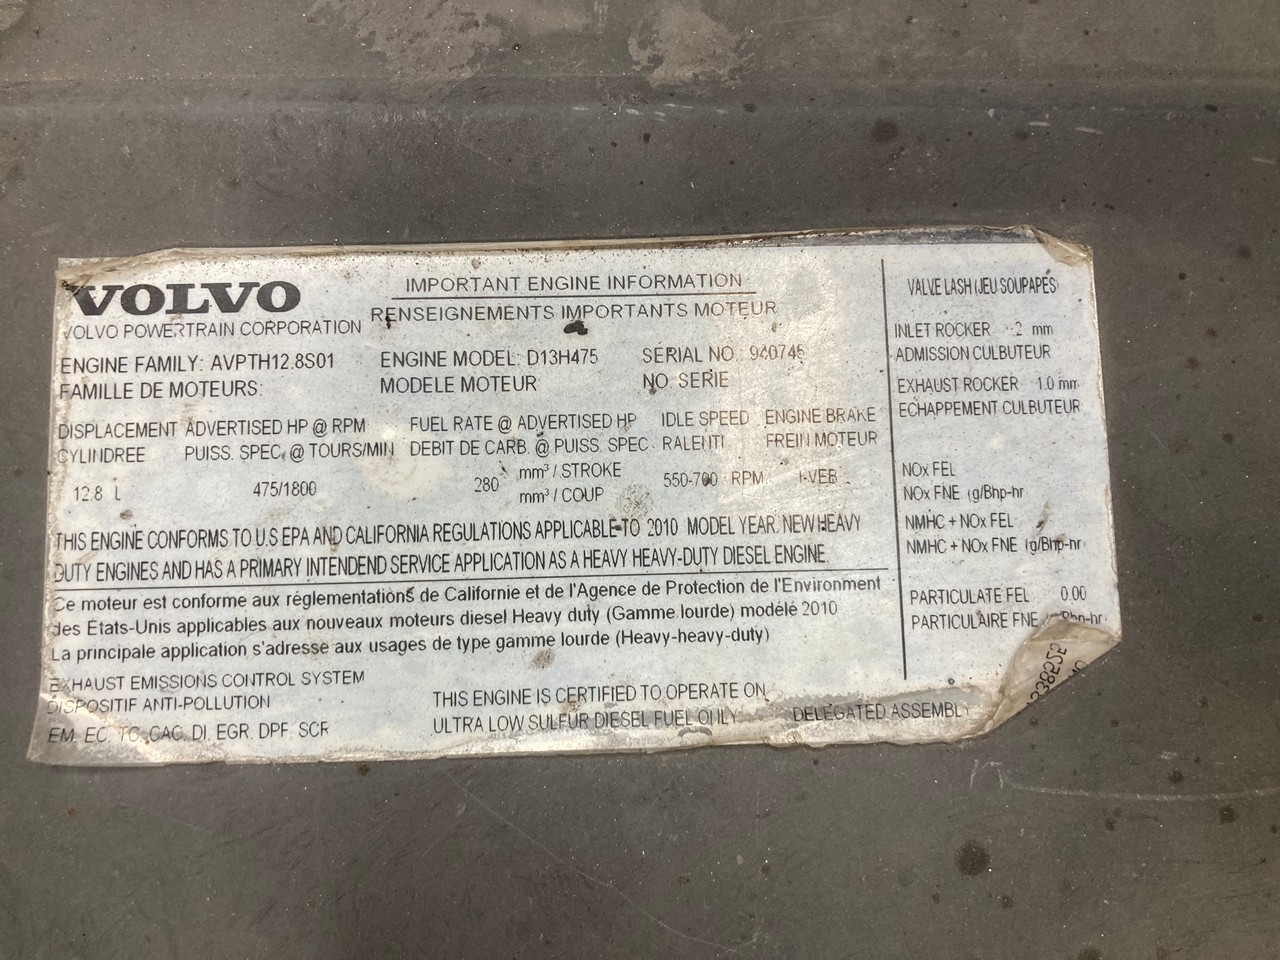 VOLVO
VOLVO POWERTRAIN CORPORATION
IMPORTANT ENGINE INFORMATION
RENSEIGNEMENTS IMPORTANTS MOTEUR
ENGINE FAMILY: AVPTH12.8S01 ENGINE MODEL: D13H475 SERIAL NO. 940745
FAMILLE DE MOTEURS: MODELE MOTEUR NO. SERIE
DISPLACEMENT ADVERTISED HP @ RPM FUEL RATE @ ADVERTISED HP IDLE SPEED ENGINE BRAKE
CYLINDREE PUISS. SPEC. @ TOURS/MIN DEBIT DE CARB. @ PUISS. SPEC. RALENTI FREIN MOTEUR
12.8 L 475/1800 280 mm³ / STROKE 550-700 RPM I-VEB
mm³ / COUP
THIS ENGINE CONFORMS TO U.S EPA AND CALIFORNIA REGULATIONS APPLICABLE TO 2010 MODEL YEAR NEW HEAVY
DUTY ENGINES AND HAS A PRIMARY INTENDEND SERVICE APPLICATION AS A HEAVY HEAVY-DUTY DIESEL ENGINE.
Ce moteur est conforme aux réglementations de Californie et de l'Agence de Protection de l'Environment
des États-Unis applicables aux nouveaux moteurs diesel Heavy duty (Gamme lourde) modélé 2010
La principale application s'adresse aux usages de type gamme lourde (Heavy-heavy-duty)
EXHAUST EMISSIONS CONTROL SYSTEM
DISPOSITIF ANTI-POLLUTION
EM, EC, TC, CAC, DI, EGR, DPF, SCR
THIS ENGINE IS CERTIFIED TO OPERATE ON
ULTRA LOW SULFUR DIESEL FUEL ONLY
DELEGATED ASSEMBLY
VALVE LASH (JEU SOUPAPES)
INLET ROCKER .2 mm
ADMISSION CULBUTEUR
EXHAUST ROCKER 1.0 mm
ECHAPPEMENT CULBUTEUR
NOx FEL
NOx FNE (g/Bhp-hr
NMHC + NOx FEL
NMHC + NOx FNE (g/Bhp-hr
PARTICULATE FEL 0.00
PARTICULAIRE FNE